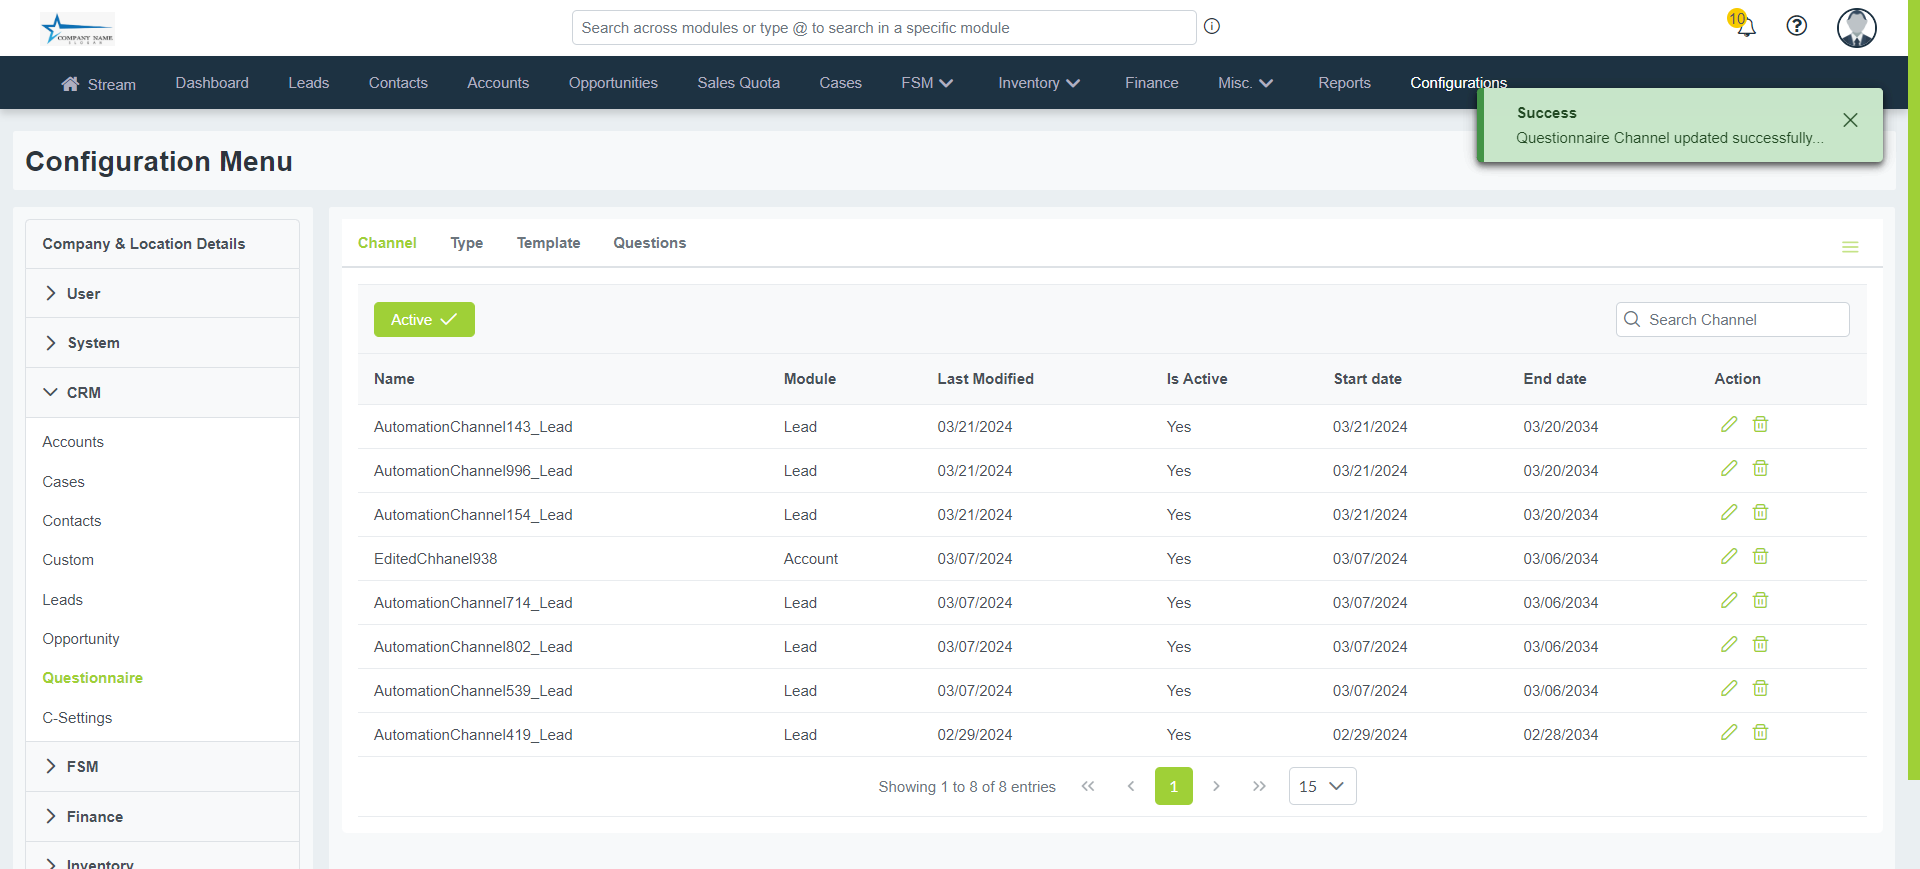 COMPANY NAME
Search across modules or type @ to search in a specific module
10
Stream Dashboard Leads Contacts Accounts Opportunities Sales Quota Cases FSM Inventory Finance Misc. Reports Configurations
Success
Questionnaire Channel updated successfully...
Configuration Menu
Company & Location Details
User
System
CRM
Accounts
Cases
Contacts
Custom
Leads
Opportunity
Questionnaire
C-Settings
FSM
Finance
Inventory
Channel Type Template Questions
Active
Search Channel
Name Module Last Modified Is Active Start date End date Action
AutomationChannel143_Lead Lead 03/21/2024 Yes 03/21/2024 03/20/2034
AutomationChannel996_Lead Lead 03/21/2024 Yes 03/21/2024 03/20/2034
AutomationChannel154_Lead Lead 03/21/2024 Yes 03/21/2024 03/20/2034
EditedChhanel938 Account 03/07/2024 Yes 03/07/2024 03/06/2034
AutomationChannel714_Lead Lead 03/07/2024 Yes 03/07/2024 03/06/2034
AutomationChannel802_Lead Lead 03/07/2024 Yes 03/07/2024 03/06/2034
AutomationChannel539_Lead Lead 03/07/2024 Yes 03/07/2024 03/06/2034
AutomationChannel419_Lead Lead 02/29/2024 Yes 02/29/2024 02/28/2034
Showing 1 to 8 of 8 entries 1 15